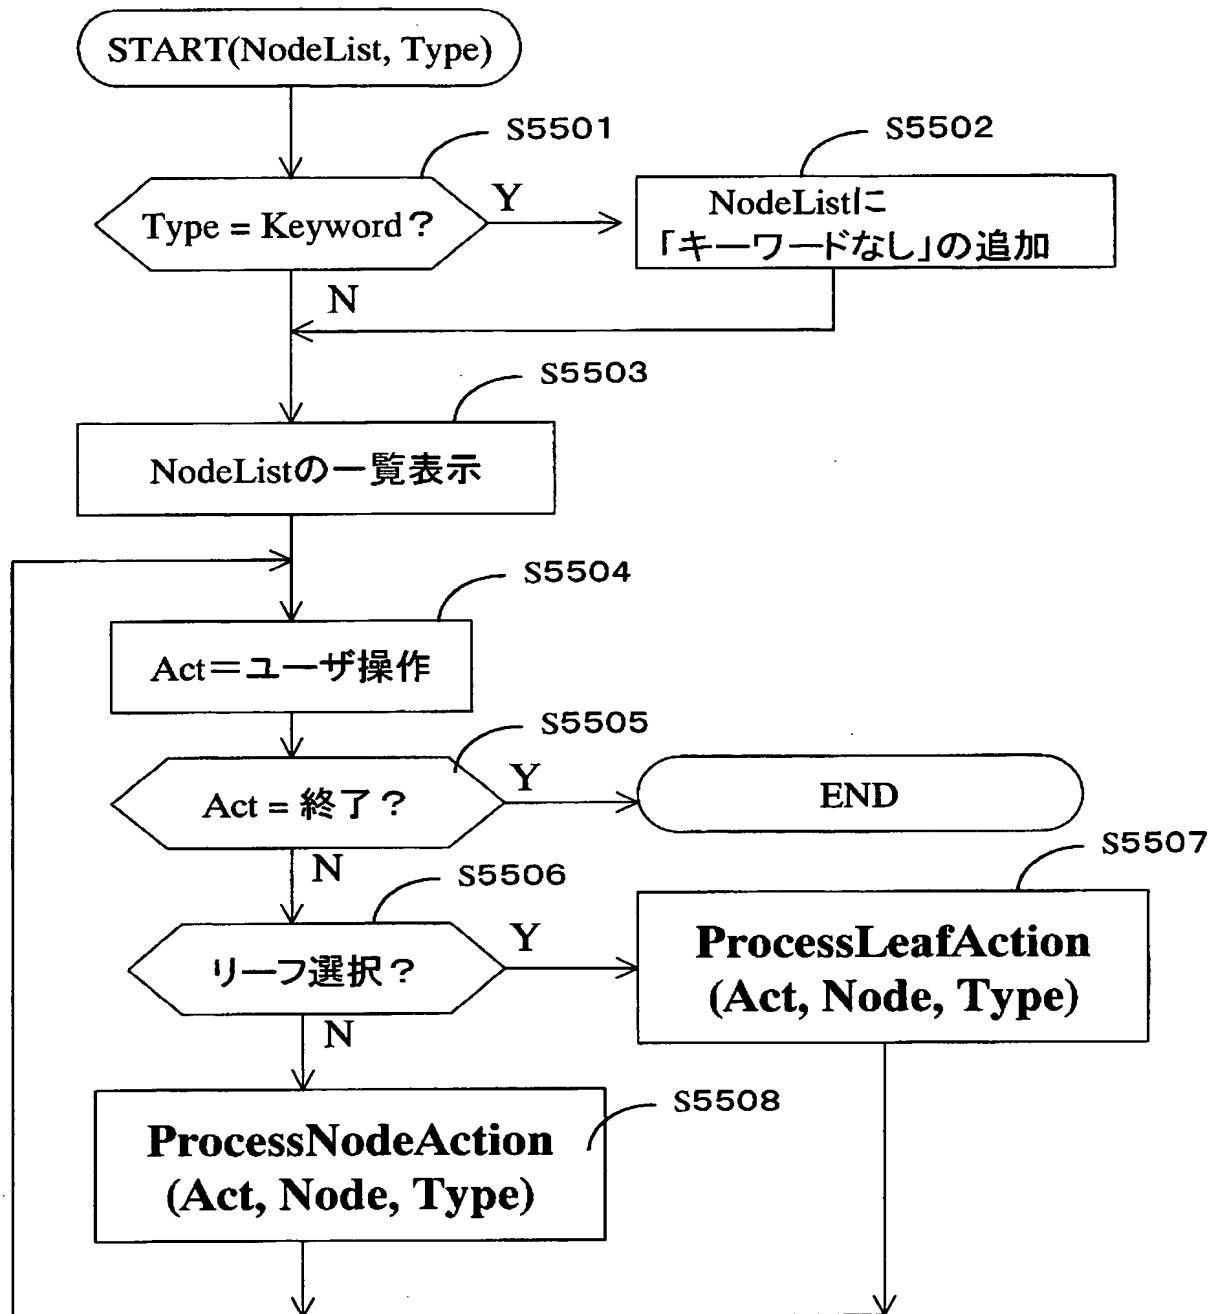 START(NodeList, Type)
S5501
S5502
Type = Keyword？
Y
NodeListに
「キーワードなし」の追加
N
S5503
NodeListの一覧表示
S5504
Act＝ユーザ操作
S5505
Act = 終了？
Y
END
N
S5506
S5507
リーフ選択？
Y
ProcessLeafAction
(Act, Node, Type)
N
S5508
ProcessNodeAction
(Act, Node, Type)